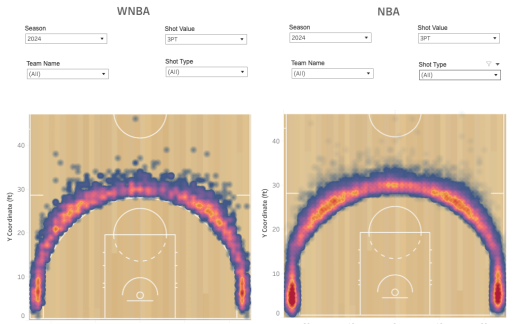 WNBA
NBA
Season
2024
Shot Value
3PT
Team Name
(All)
Shot Type
(All)
Season
2024
Shot Value
3PT
Team Name
(All)
Shot Type
(All)
Y Coordinate (ft)
40
30
20
10
0
Y Coordinate (ft)
40
30
20
10
0